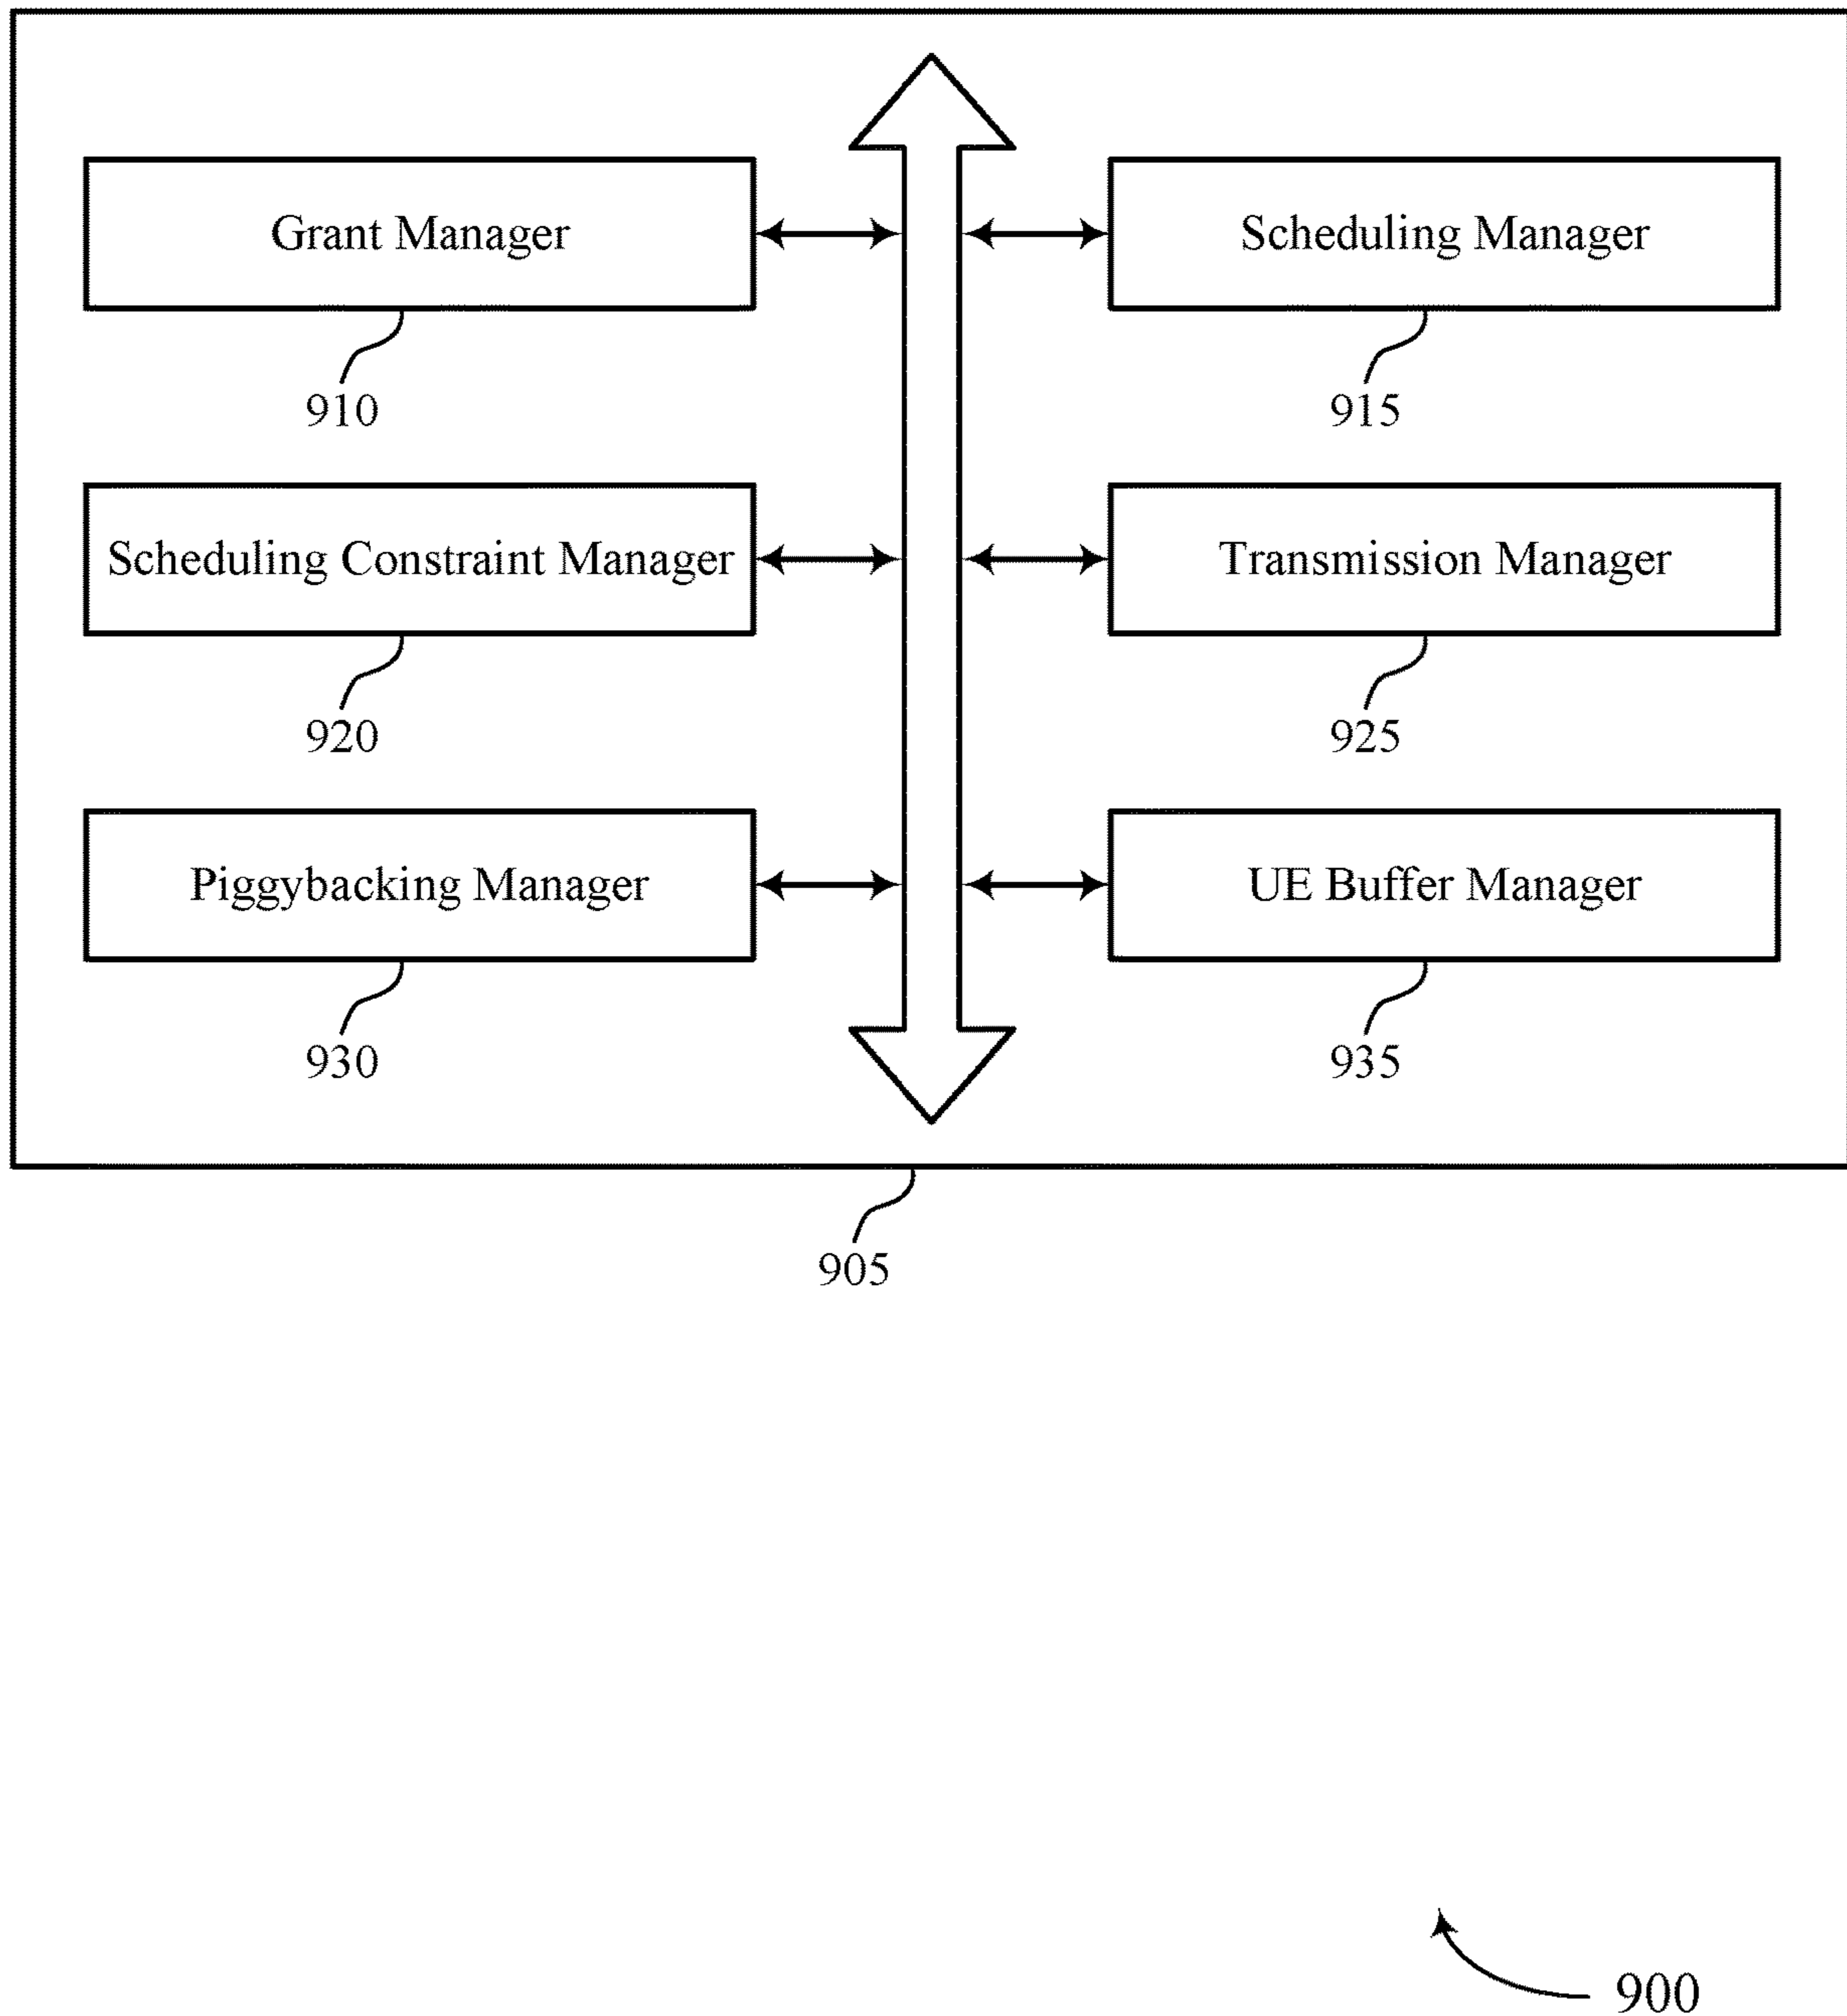 Grant Manager
Scheduling Manager
910
915
Scheduling Constraint Manager
Transmission Manager
920
925
Piggybacking Manager
UE Buffer Manager
930
935
905
900